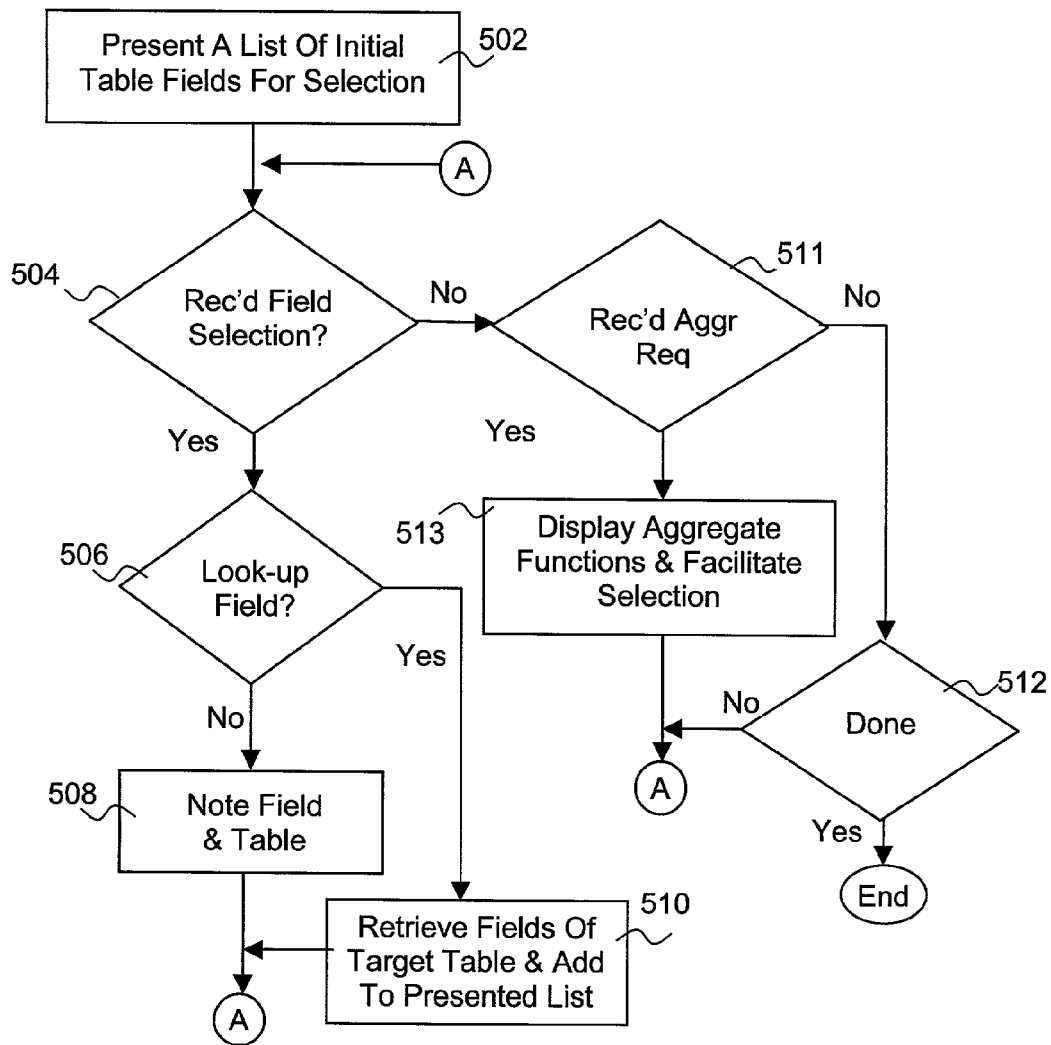 Present A List Of Initial
Table Fields For Selection
502
A
504
Rec'd Field
Selection?
No
511
Rec'd Aggr
Req
No
Yes
Yes
506
Look-up
Field?
513
Display Aggregate
Functions & Facilitate
Selection
Yes
No
No
512
Done
508
Note Field
& Table
A
Yes
End
510
Retrieve Fields Of
Target Table & Add
To Presented List
A